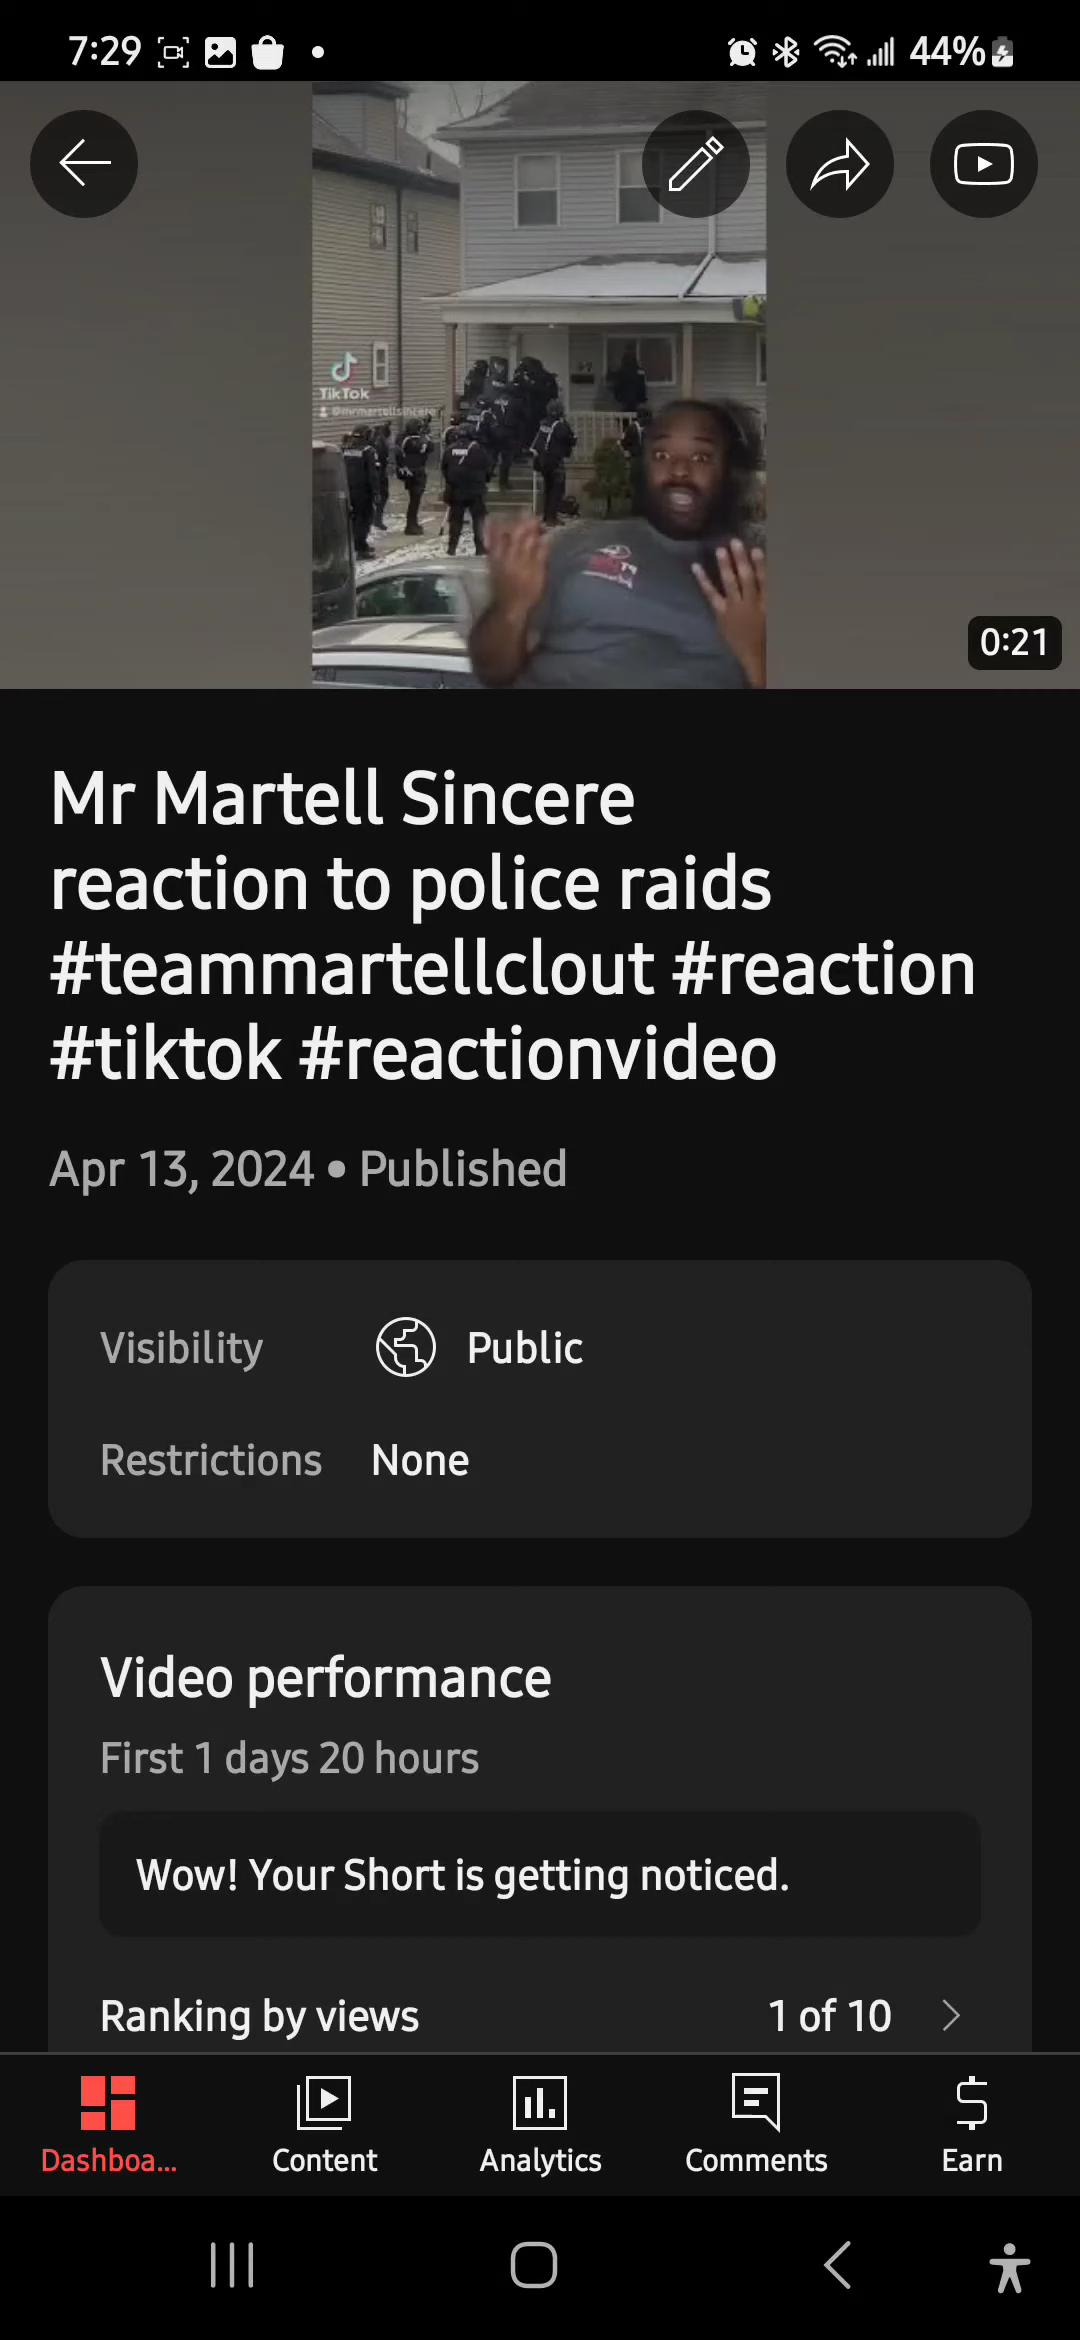 7:29
44%
TikTok
@mrmartellsincere
0:21
Mr Martell Sincere
reaction to police raids
#teammartellclout #reaction
#tiktok #reactionvideo
Apr 13, 2024 • Published
Visibility Public
Restrictions None
Video performance
First 1 days 20 hours
Wow! Your Short is getting noticed.
Ranking by views 1 of 10
Dashboa... Content Analytics Comments Earn